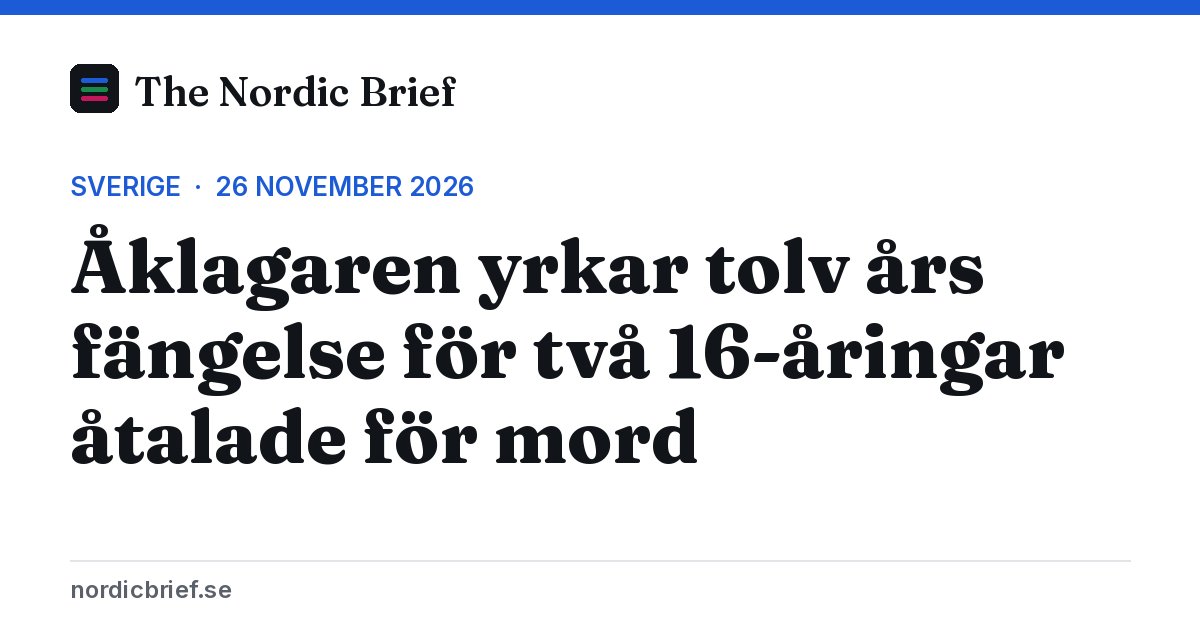 The Nordic Brief
SVERIGE · 26 NOVEMBER 2026
Åklagaren yrkar tolv års
fängelse för två 16-åringar
åtalade för mord
nordicbrief.se